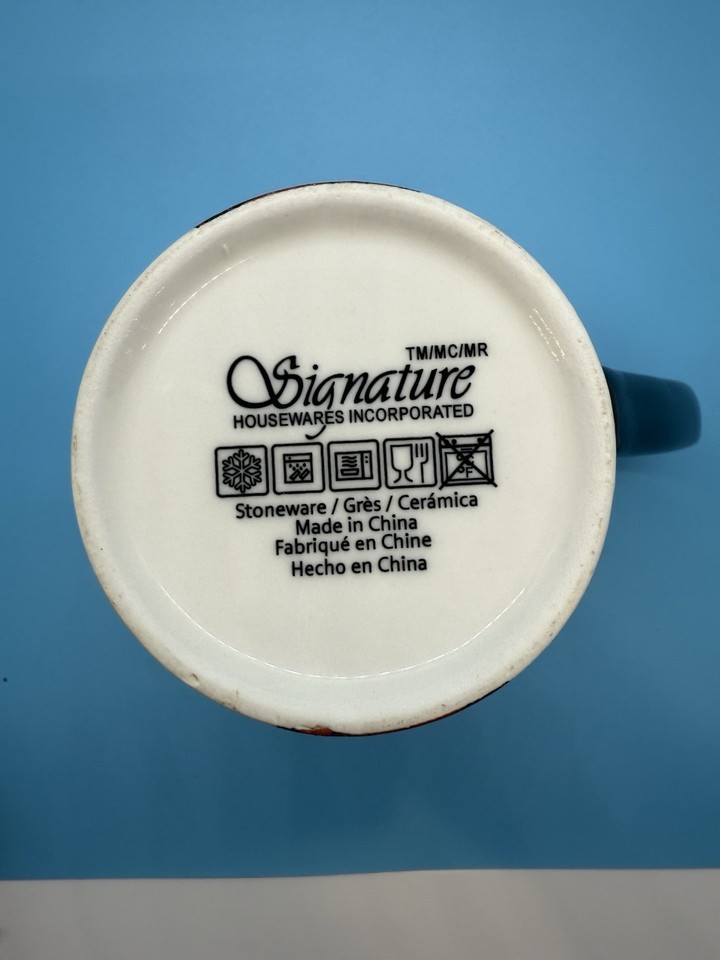 TM/MC/MR
Signature
HOUSEWARES INCORPORATED
Stoneware / Grès / Cerámica
Made in China
Fabriqué en Chine
Hecho en China